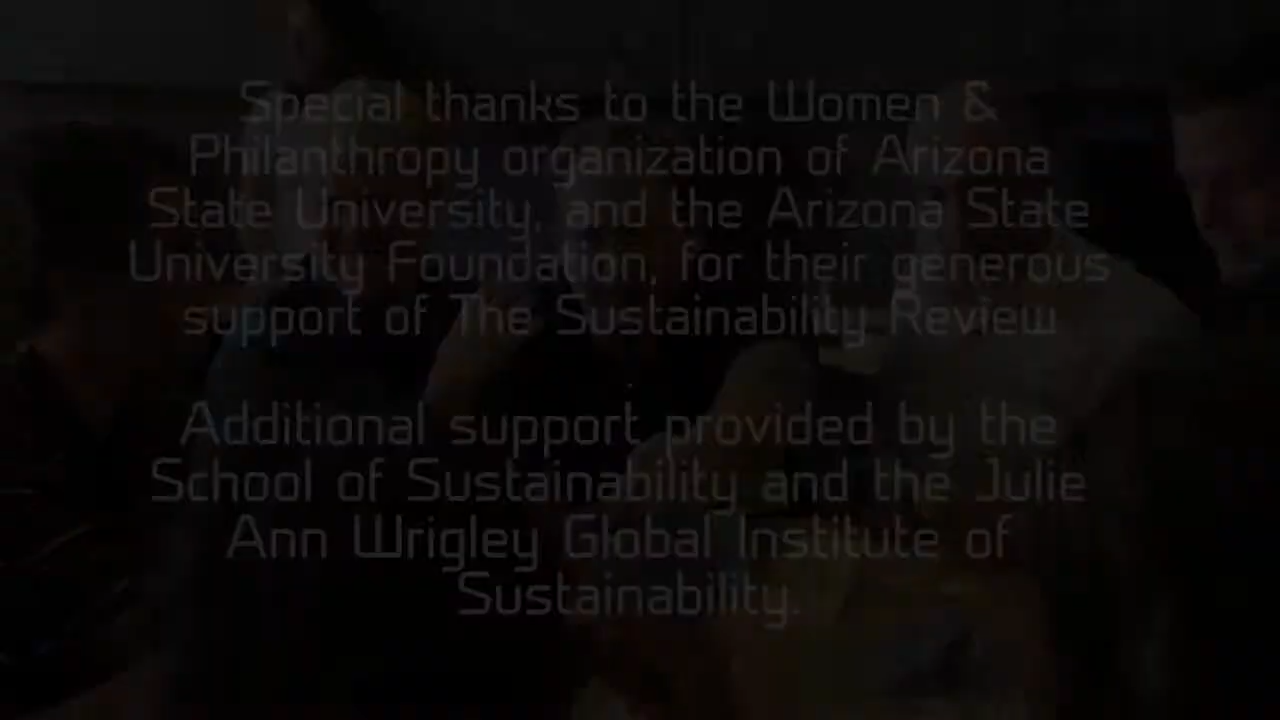 Special thanks to the Women &
Philanthropy organization of Arizona
State University, and the Arizona State
University Foundation, for their generous
support of The Sustainability Review
Additional support provided by the
School of Sustainability and the Julie
Ann Wrigley Global Institute of
Sustainability.